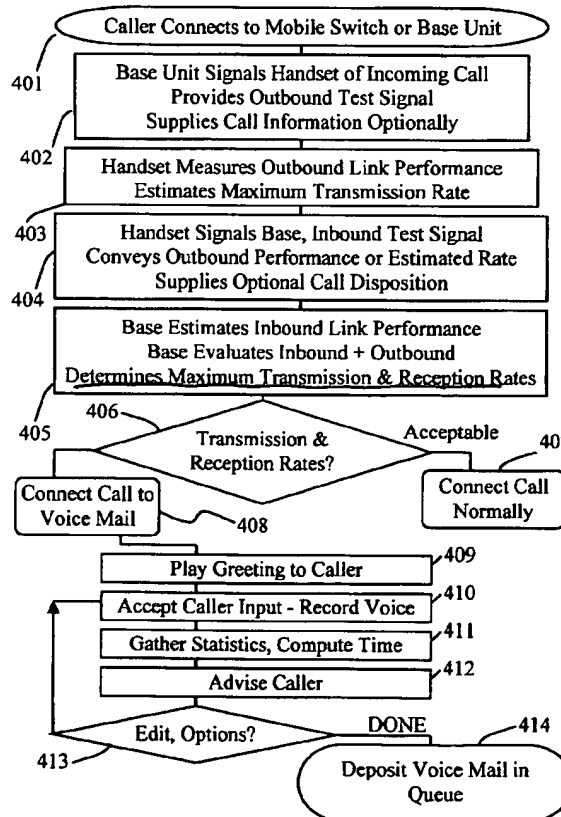 Caller Connects to Mobile Switch or Base Unit
401
Base Unit Signals Handset of Incoming Call
Provides Outbound Test Signal
Supplies Call Information Optionally
402
Handset Measures Outbound Link Performance
Estimates Maximum Transmission Rate
403
Handset Signals Base, Inbound Test Signal
Conveys Outbound Performance or Estimated Rate
Supplies Optional Call Disposition
404
Base Estimates Inbound Link Performance
Base Evaluates Inbound + Outbound
Determines Maximum Transmission & Reception Rates
405
406
Transmission &
Reception Rates?
Acceptable
Connect Call
Normally
Connect Call to
Voice Mail
408
409
Play Greeting to Caller
410
Accept Caller Input - Record Voice
411
Gather Statistics, Compute Time
412
Advise Caller
Edit, Options?
413
DONE
414
Deposit Voice Mail in
Queue